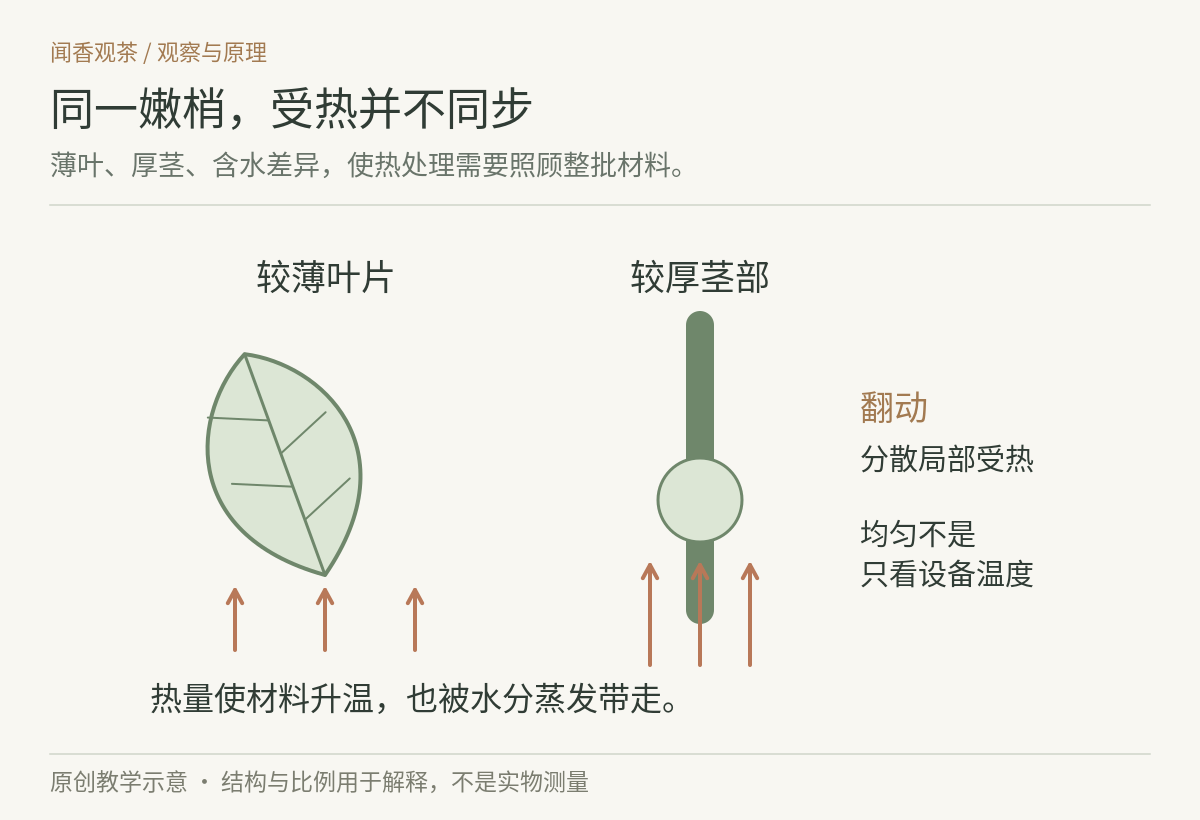 闻香观茶 / 观察与原理
同一嫩梢，受热并不同步
薄叶、厚茎、含水差异，使热处理需要照顾整批材料。
较薄叶片
较厚茎部
翻动
分散局部受热
均匀不是
只看设备温度
热量使材料升温，也被水分蒸发带走。
原创教学示意 · 结构与比例用于解释，不是实物测量